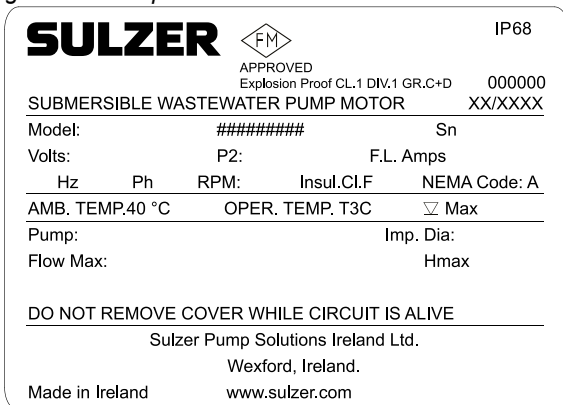 SULZER FM IP68
APPROVED
Explosion Proof CL.1 DIV.1 GR.C+D 000000
SUBMERSIBLE WASTEWATER PUMP MOTOR XX/XXXX
Model: ######### Sn
Volts: P2: F.L. Amps
Hz Ph RPM: Insul.Cl.F NEMA Code: A
AMB. TEMP.40 °C OPER. TEMP. T3C Max
Pump: Imp. Dia:
Flow Max: Hmax
DO NOT REMOVE COVER WHILE CIRCUIT IS ALIVE
Sulzer Pump Solutions Ireland Ltd.
Wexford, Ireland.
Made in Ireland www.sulzer.com